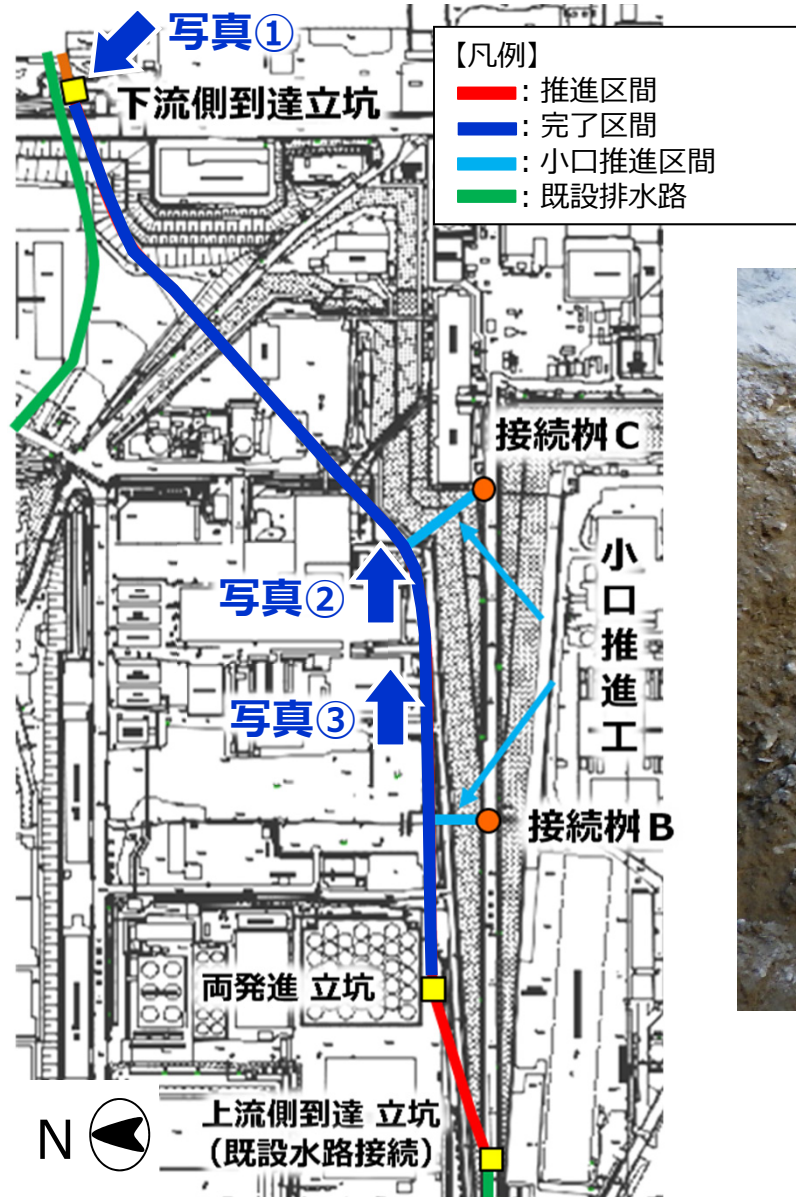 写真①
下流側到達立坑
【凡例】
：推進区間
：完了区間
：小口推進区間
：既設排水路
接続桝C
小口推進工
写真②
写真③
接続桝B
両発進 立坑
上流側到達 立坑
（既設水路接続）
N